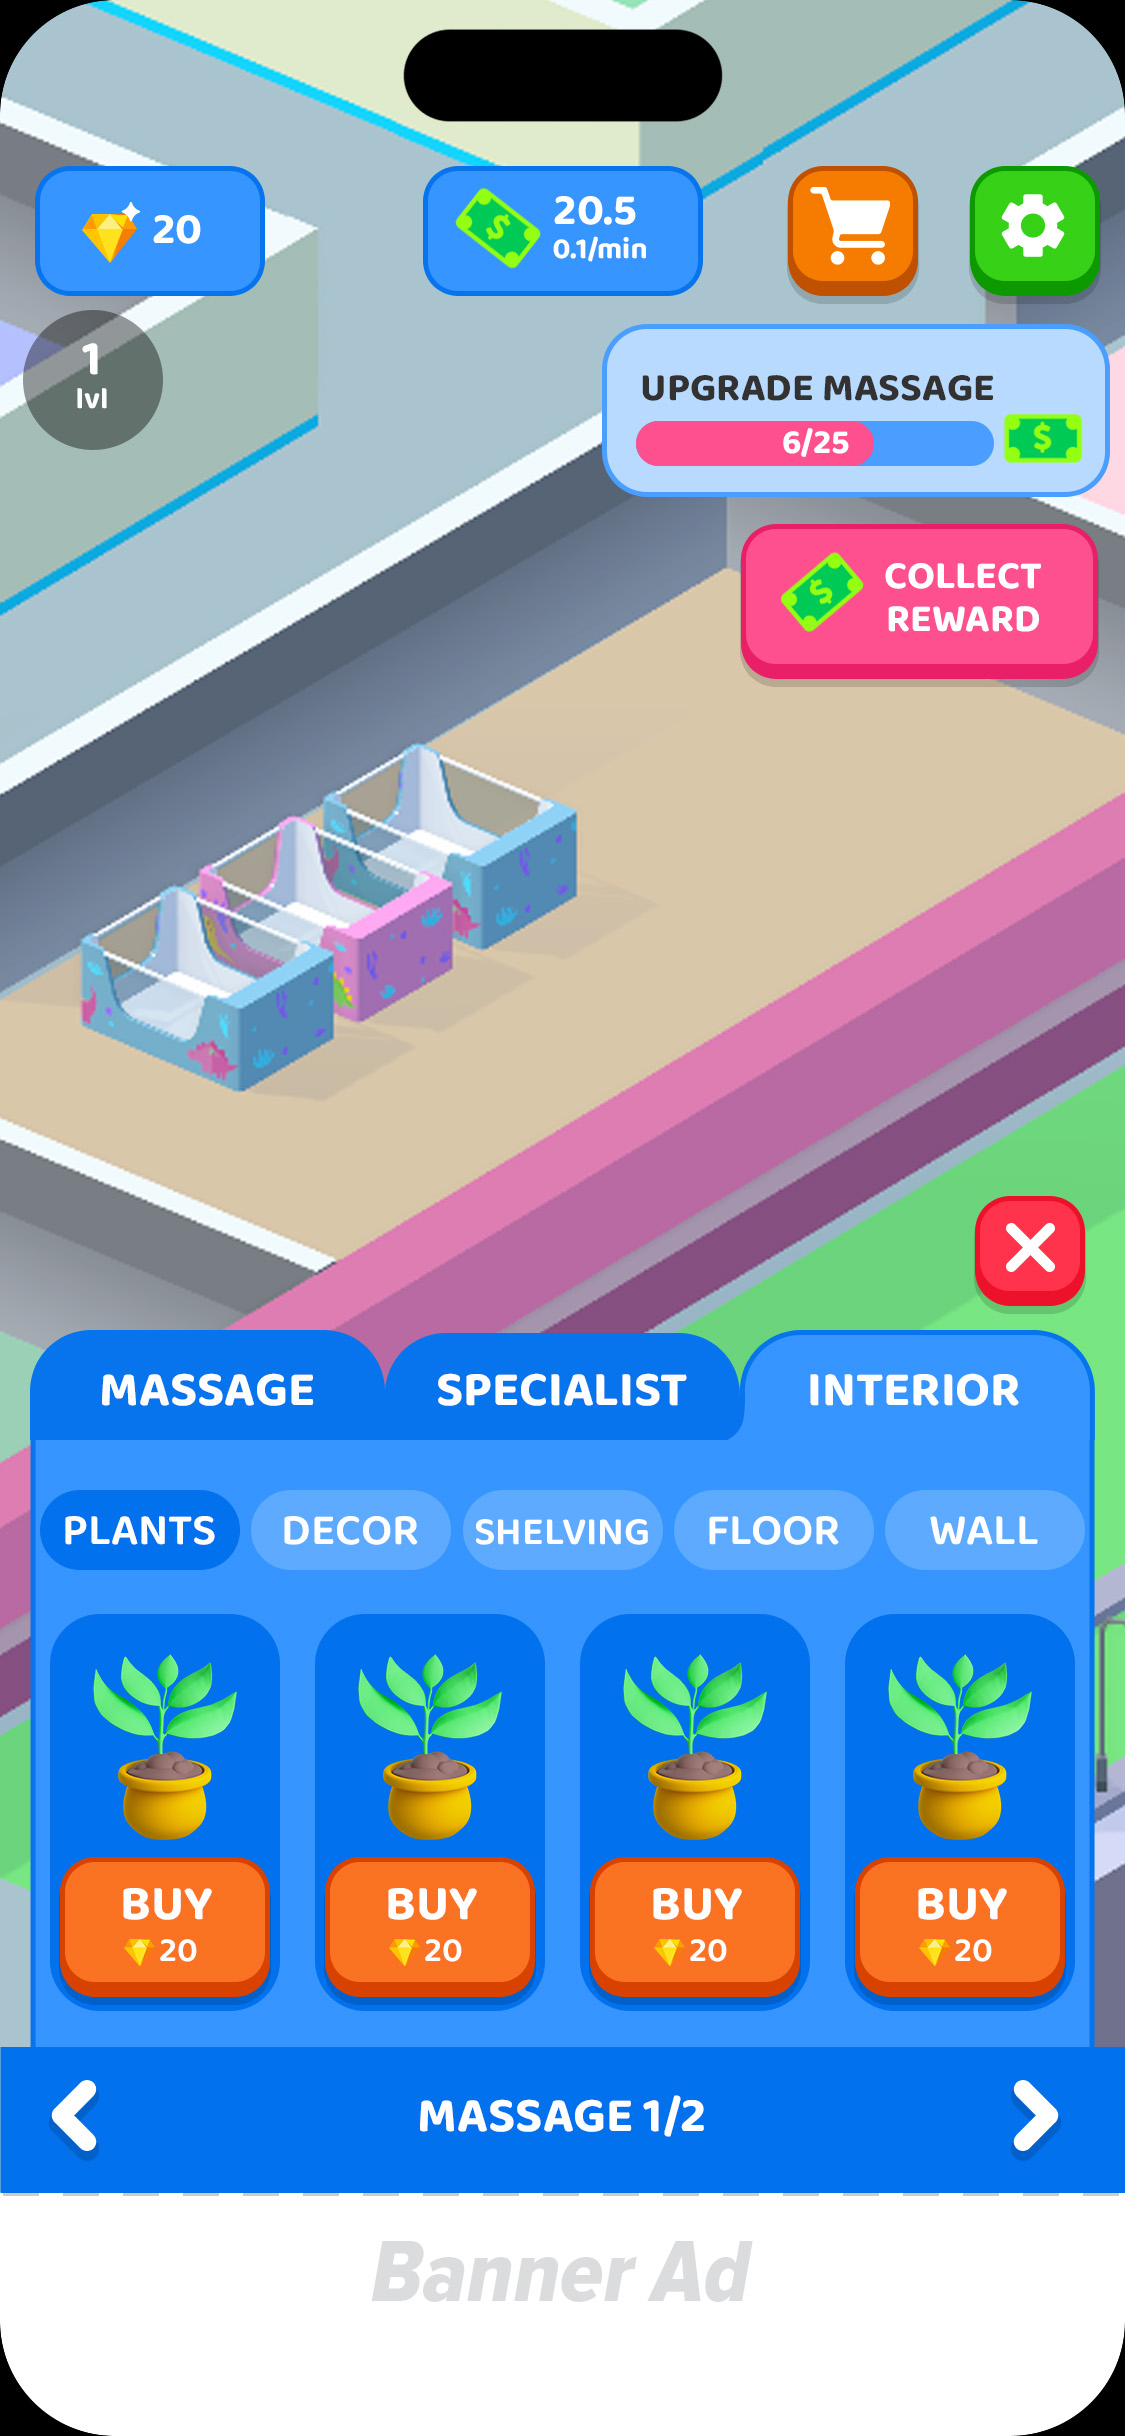 20
20.5
0.1/min
1
lvl
UPGRADE MASSAGE
6/25
COLLECT
REWARD
MASSAGE
SPECIALIST
INTERIOR
PLANTS
DECOR
SHELVING
FLOOR
WALL
BUY
20
BUY
20
BUY
20
BUY
20
MASSAGE 1/2
Banner Ad